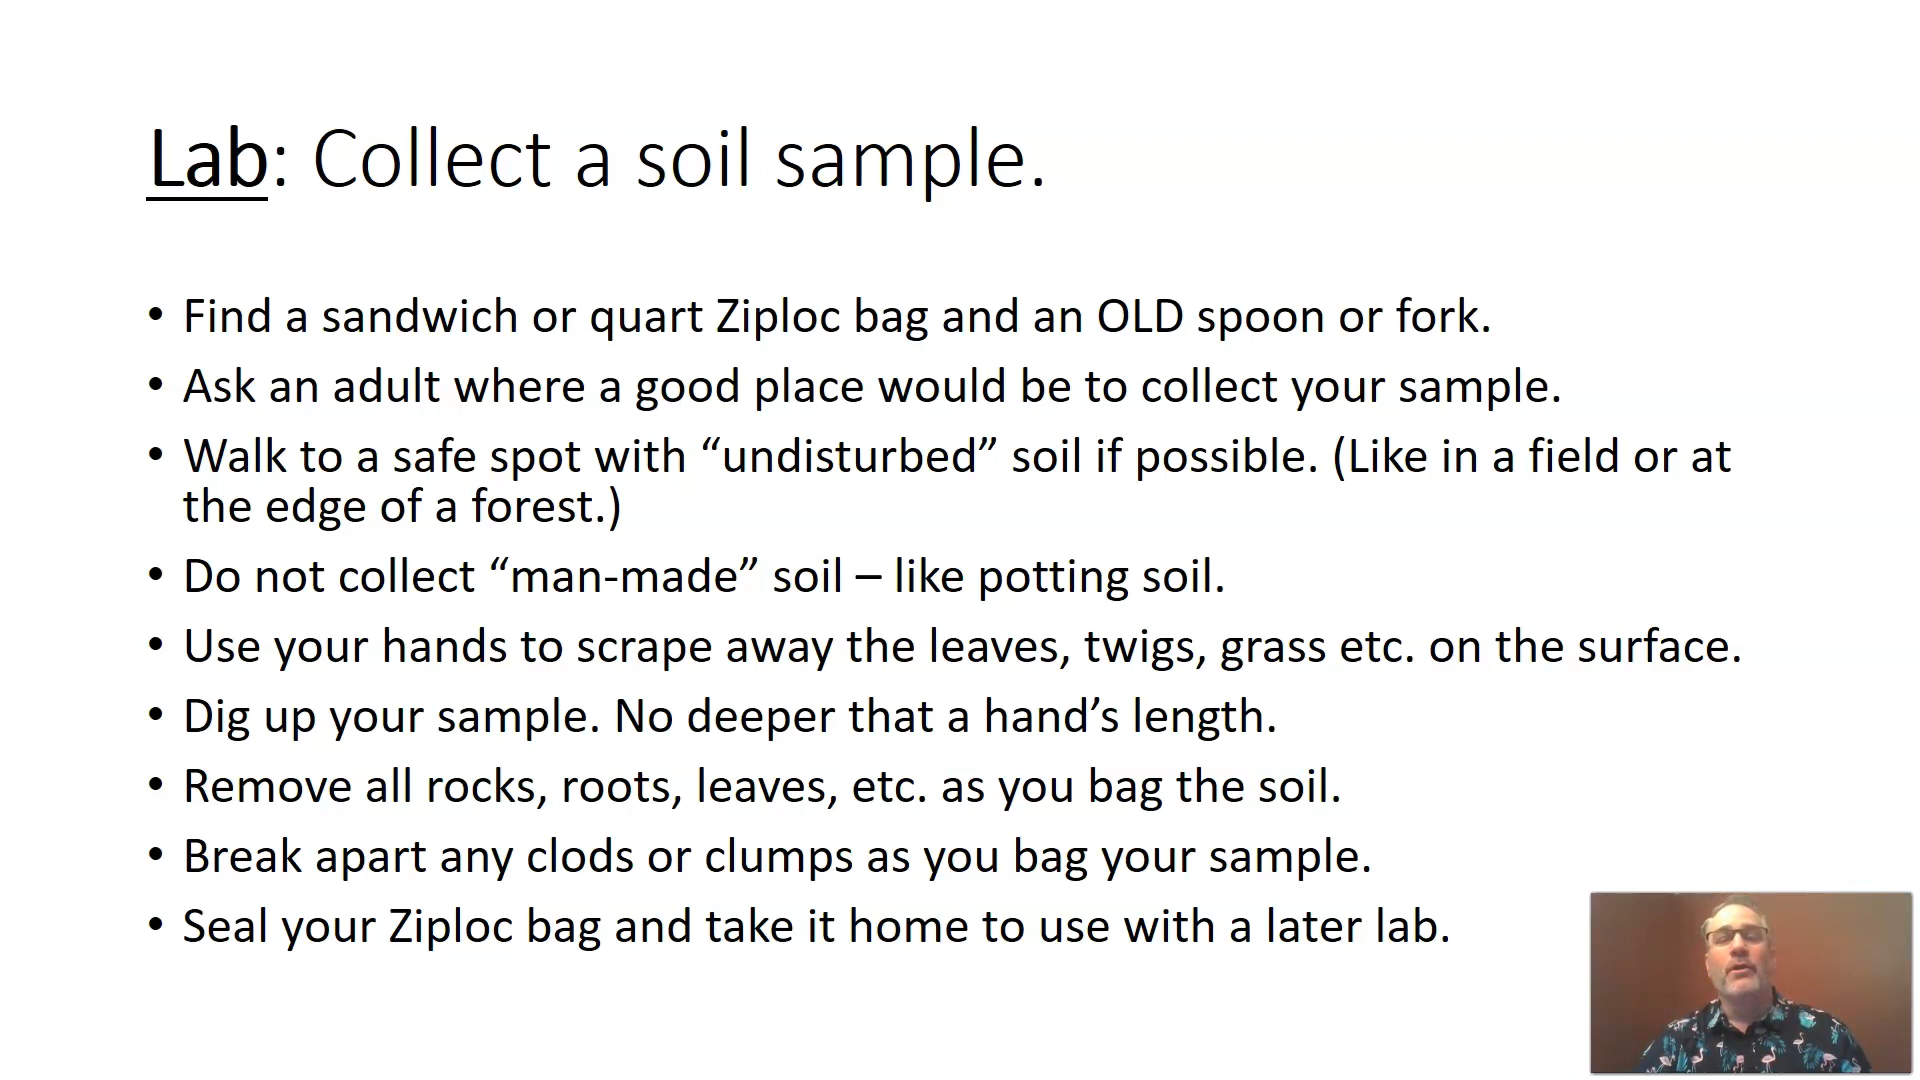 Lab: Collect a soil sample.
• Find a sandwich or quart Ziploc bag and an OLD spoon or fork.
• Ask an adult where a good place would be to collect your sample.
• Walk to a safe spot with “undisturbed” soil if possible. (Like in a field or at
the edge of a forest.)
• Do not collect “man-made” soil – like potting soil.
• Use your hands to scrape away the leaves, twigs, grass etc. on the surface.
• Dig up your sample. No deeper that a hand’s length.
• Remove all rocks, roots, leaves, etc. as you bag the soil.
• Break apart any clods or clumps as you bag your sample.
• Seal your Ziploc bag and take it home to use with a later lab.